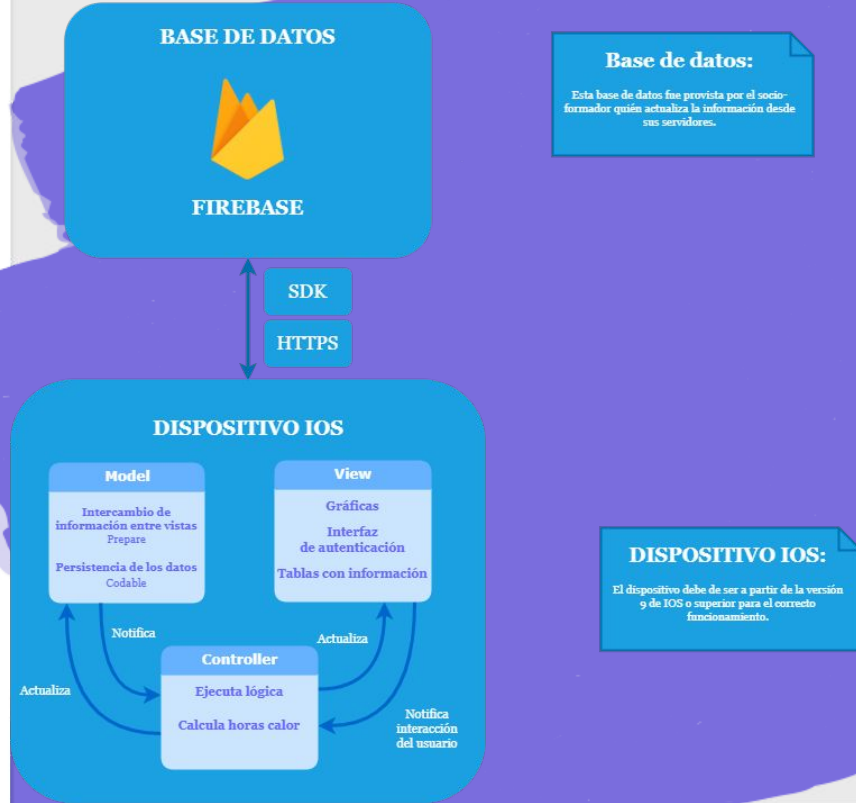 BASE DE DATOS
FIREBASE
Base de datos:
Esta base de datos fue provista por el socio-
formador quién actualiza la información desde
sus servidores.
SDK
HTTPS
DISPOSITIVO IOS
Model
Intercambio de
información entre vistas
Prepare
Persistencia de los datos
Codable
View
Gráficas
Interfaz
de autenticación
Tablas con información
Notifica
Actualiza
Actualiza
Controller
Ejecuta lógica
Calcula horas calor
Notifica
interacción
del usuario
DISPOSITIVO IOS:
El dispositivo debe de ser a partir de la versión
9 de IOS o superior para el correcto
funcionamiento.